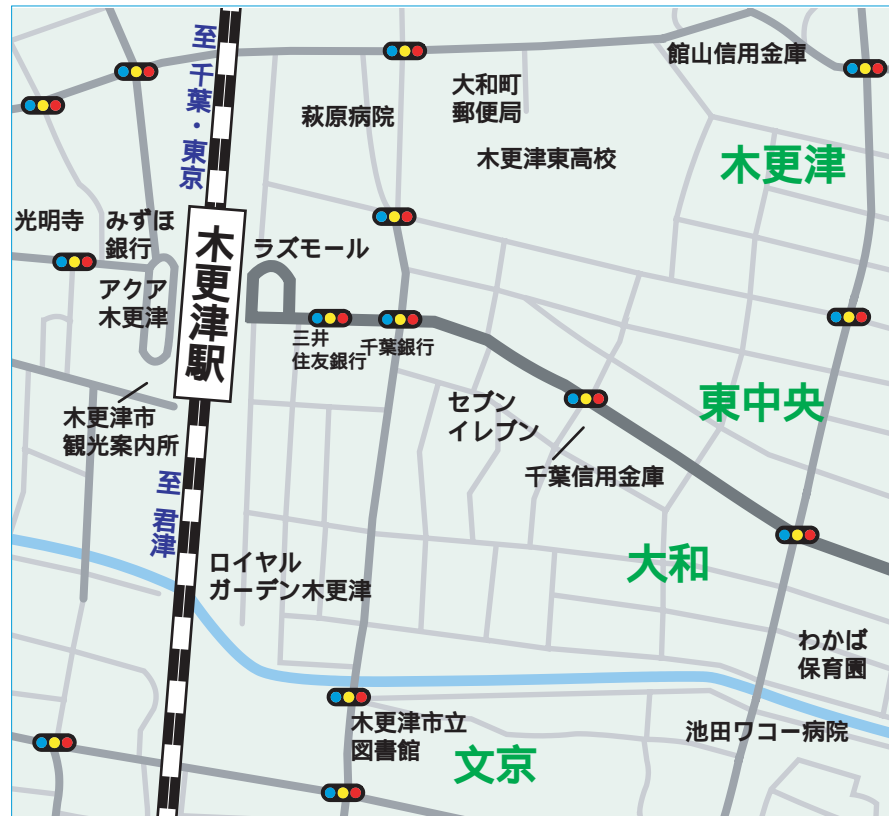 至 千葉・東京
館山信用金庫
大和町
郵便局
萩原病院
木更津東高校
木更津
光明寺
みずほ
銀行
ラズモール
アクア
木更津
木更津駅
三井
住友銀行
千葉銀行
東中央
セブン
イレブン
木更津市
観光案内所
千葉信用金庫
至 君津
ロイヤル
ガーデン木更津
大和
わかば
保育園
木更津市立
図書館
池田ワコー病院
文京